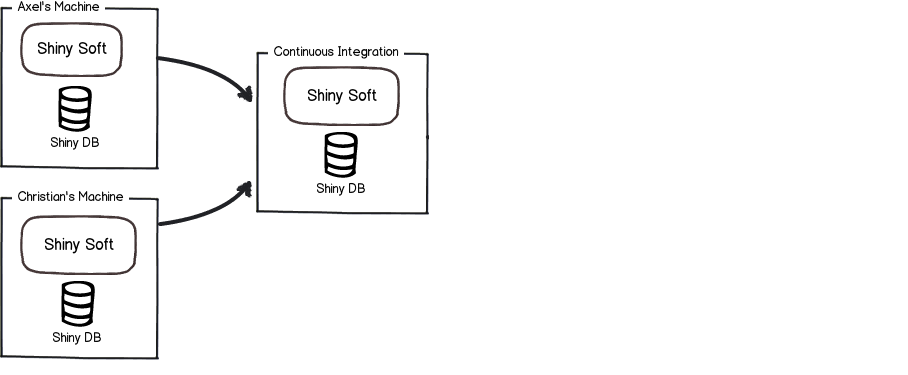 Axel's Machine
Shiny Soft
Shiny DB
Continuous Integration
Shiny Soft
Shiny DB
Christian's Machine
Shiny Soft
Shiny DB